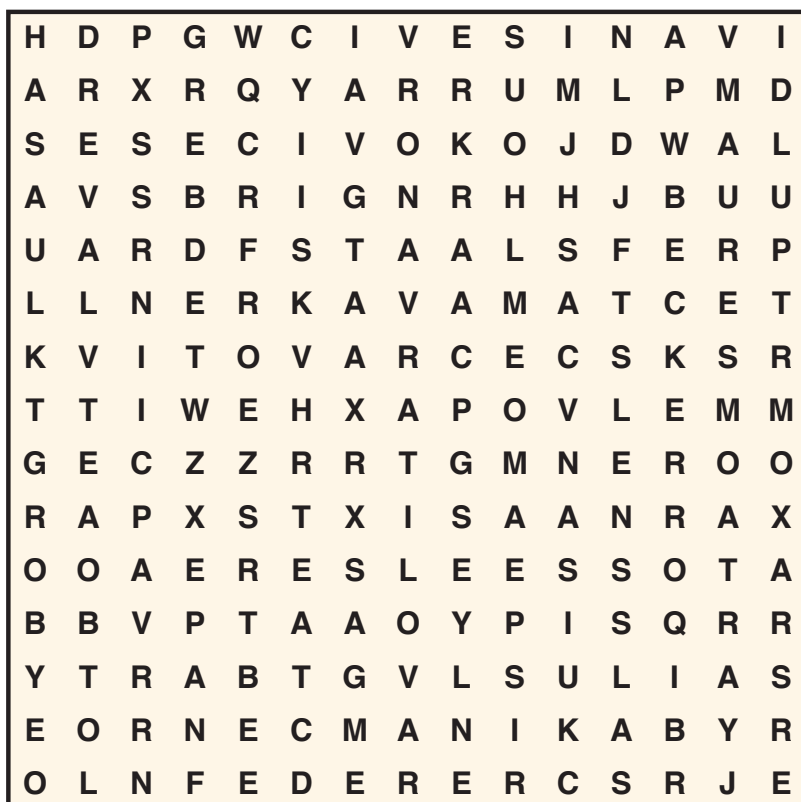 H D P G W C I V E S I N A V I
A R X R Q Y A R R U M L P M D
S E S E C I V O K O J D W A L
A V S B R I G N R H H J B U U
U A R D F S T A A L S F E R P
L L N E R K A V A M A T C E T
K V I T O V A R C E C S K S R
T T I W E H X A P O V L E M M
G E C Z Z R R T G M N E R O O
R A P X S T X I S A A N R A X
O O A E R E S L E E S S O T A
B B V P T A A O Y P I S Q R R
Y T R A B T G V L S U L I A S
E O R N E C M A N I K A B Y R
O L N F E D E R E R C S R J E